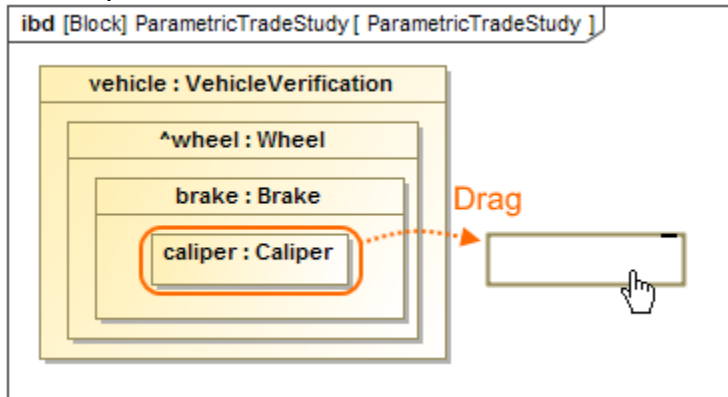 ibd [Block] ParametricTradeStudy [ ParametricTradeStudy ]
vehicle : VehicleVerification
^wheel : Wheel
brake : Brake
Drag
caliper : Caliper